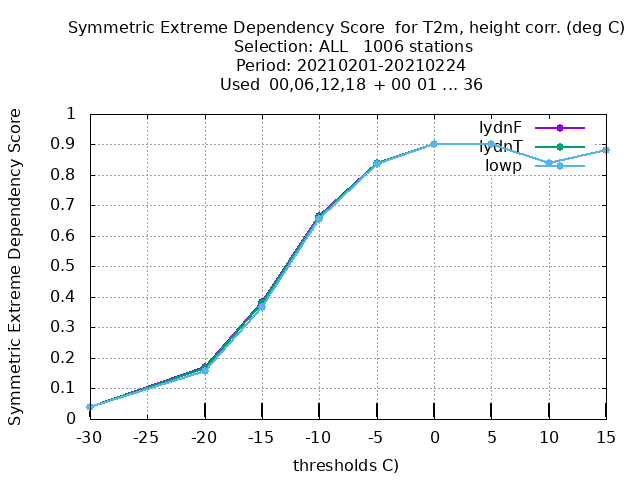 Symmetric Extreme Dependency Score for T2m, height corr. (deg C)
Selection: ALL 1006 stations
Period: 20210201-20210224
Used 00,06,12,18 + 00 01 ... 36
Symmetric Extreme Dependency Score
1
0.9
0.8
0.7
0.6
0.5
0.4
0.3
0.2
0.1
0
lydnF
lydnT
lowp
-30 -25 -20 -15 -10 -5 0 5 10 15
thresholds C)